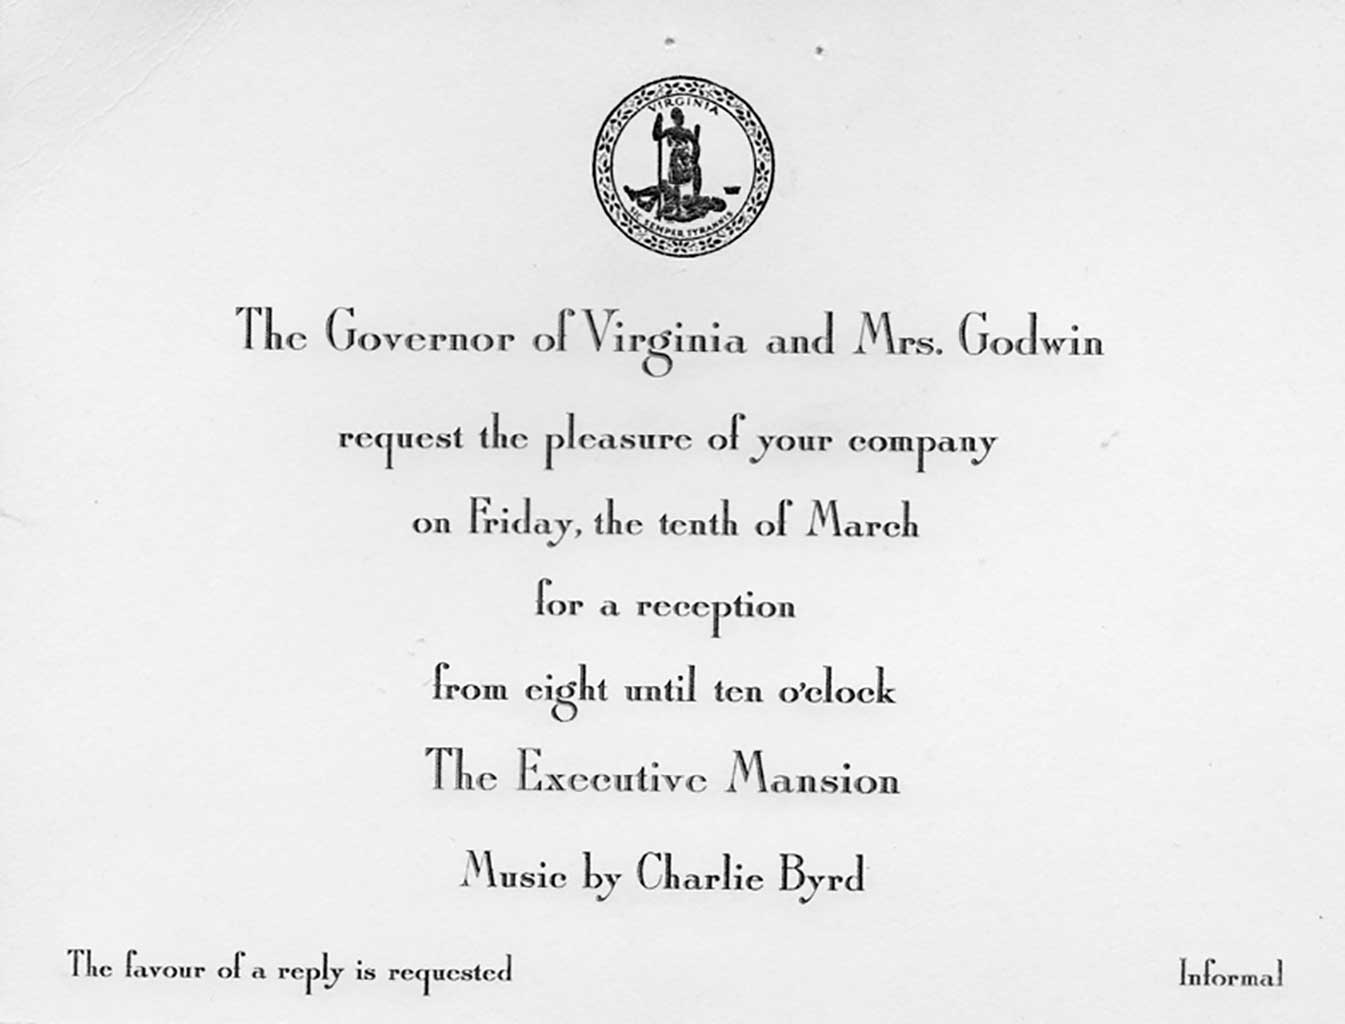 VIRGINIA
SIC SEMPER TYRANNIS
The Governor of Virginia and Mrs. Godwin
request the pleasure of your company
on Friday, the tenth of March
for a reception
from eight until ten o'clock
The Executive Mansion
Music by Charlie Byrd
The favour of a reply is requested
Informal